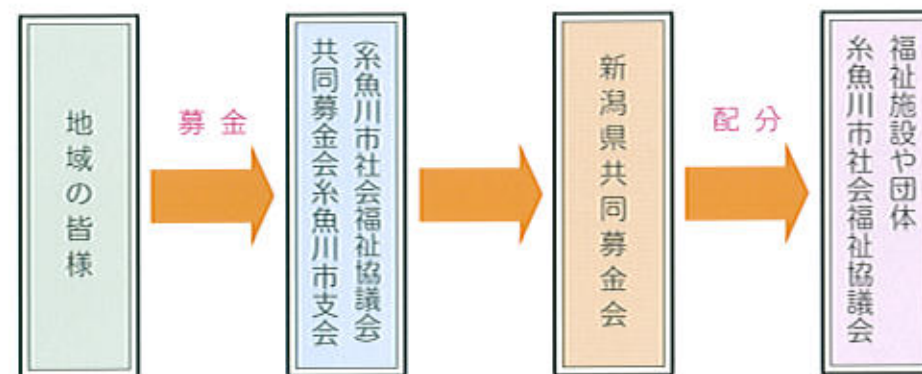 地域の皆様
募金
(糸魚川市社会福祉協議会)
共同募金会糸魚川市支会
新潟県共同募金会
配分
福祉施設や団体
糸魚川市社会福祉協議会